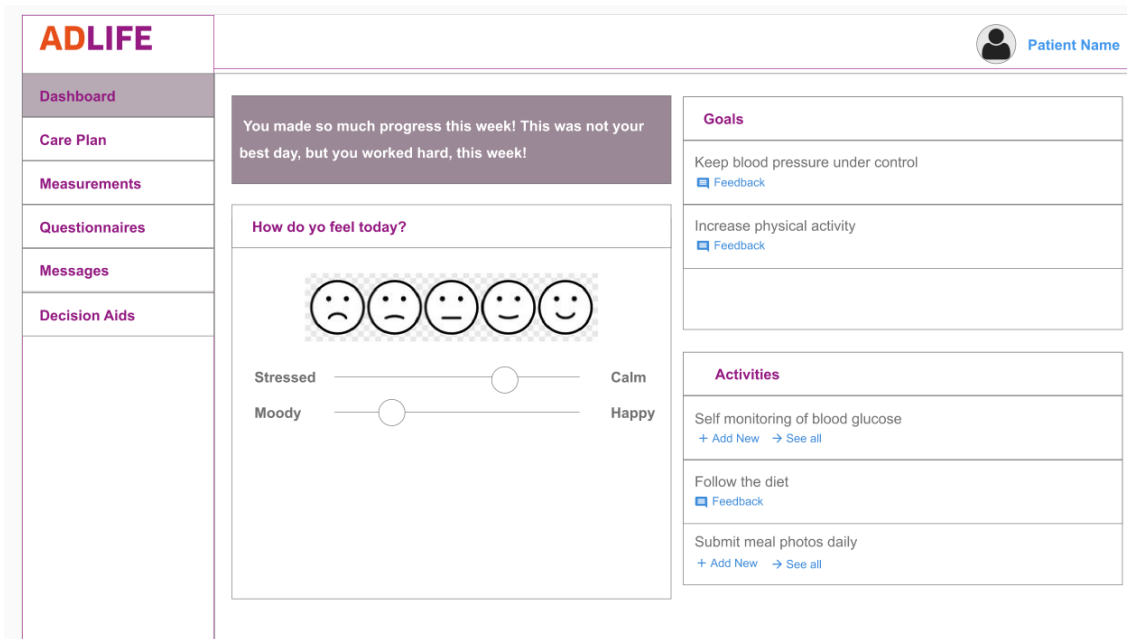 ADLIFE
Patient Name
Dashboard
Care Plan
Measurements
Questionnaires
Messages
Decision Aids
You made so much progress this week! This was not your
best day, but you worked hard, this week!
How do yo feel today?
Stressed
Calm
Moody
Happy
Goals
Keep blood pressure under control
Feedback
Increase physical activity
Feedback
Activities
Self monitoring of blood glucose
+ Add New → See all
Follow the diet
Feedback
Submit meal photos daily
+ Add New → See all